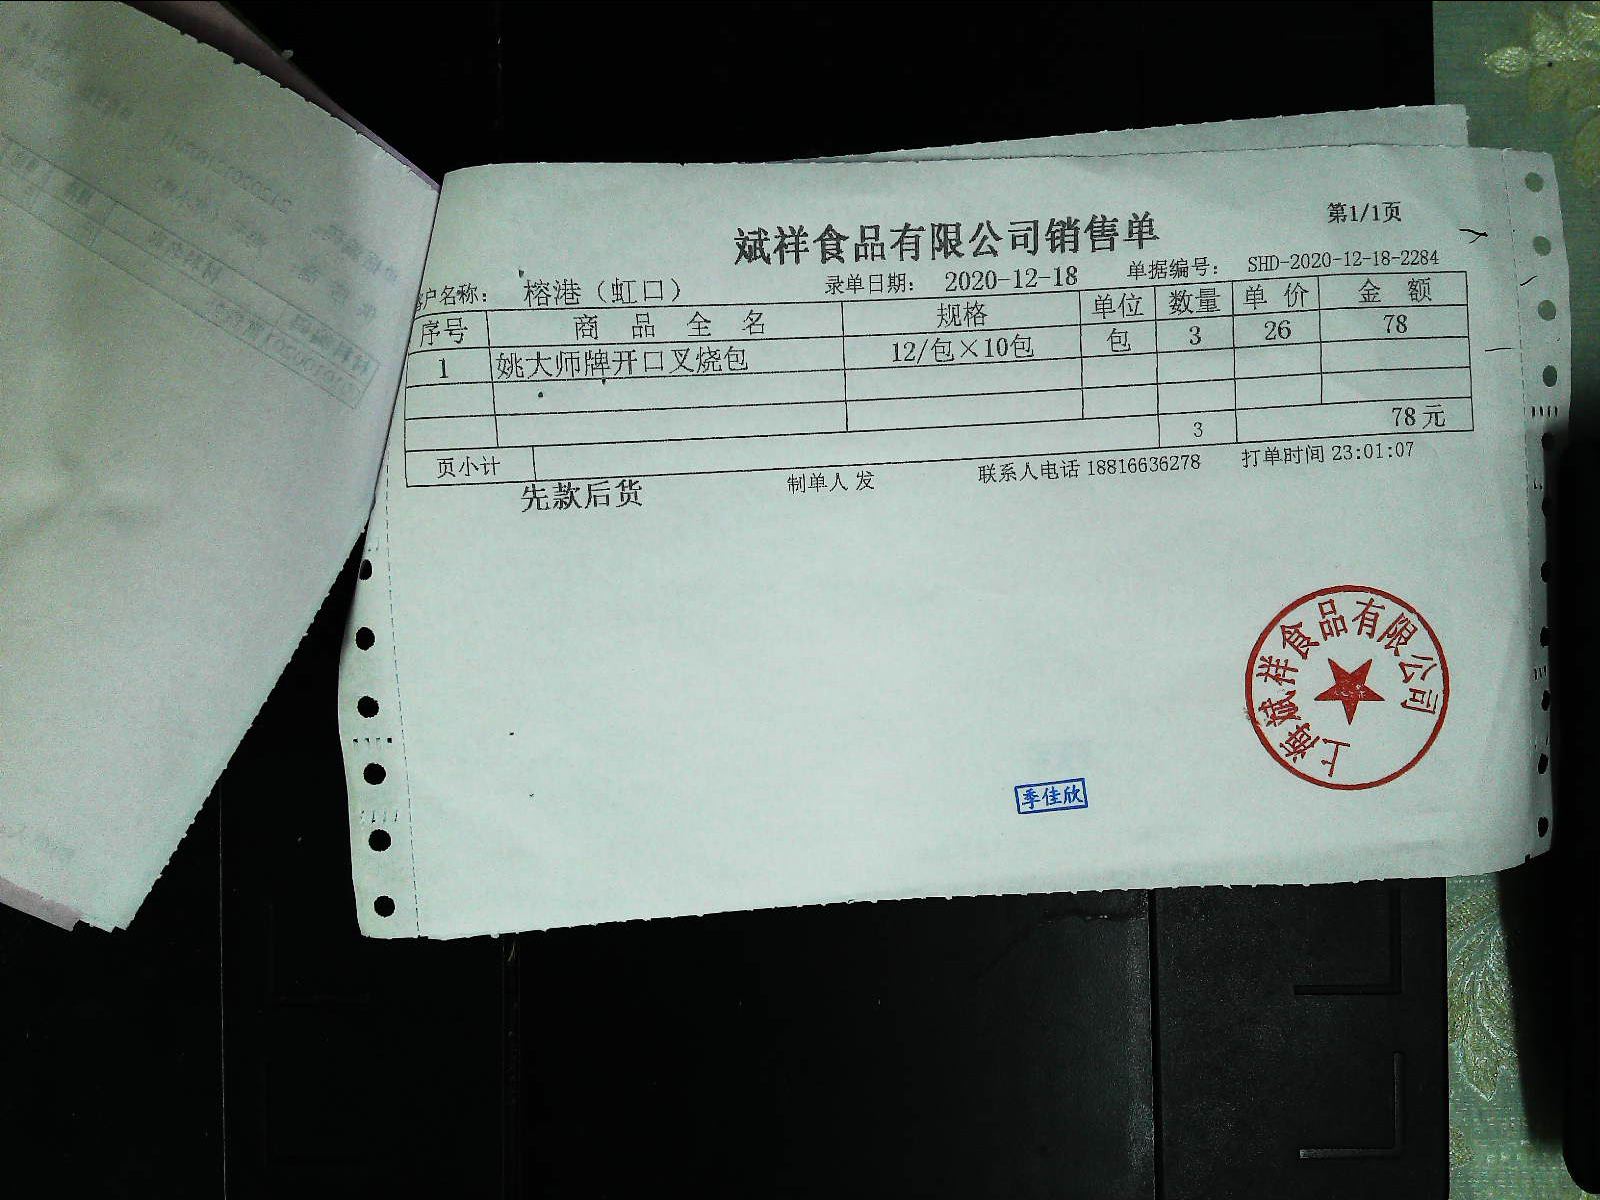 第1/1页
斌祥食品有限公司销售单
户名称： 榕港（虹口） 录单日期： 2020-12-18 单据编号： SHD-2020-12-18-2284
序号 商品全名 规格 单位 数量 单价 金额
1 姚大师牌开口叉烧包 12/包×10包 包 3 26 78
页小计 3 78元
先款后货 制单人 发 联系人电话 18816636278 打单时间 23:01:07
上海斌祥食品有限公司
季佳欣